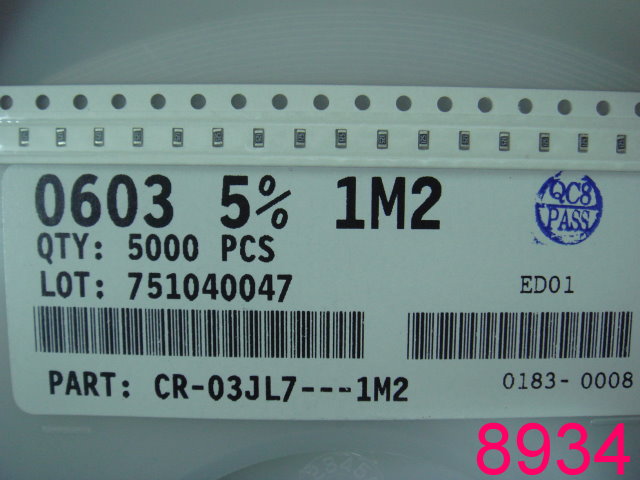 0603 5% 1M2
QC8
PASS
QTY: 5000 PCS
LOT: 751040047
ED01
PART: CR-03JL7---1M2
0183-0008
8934